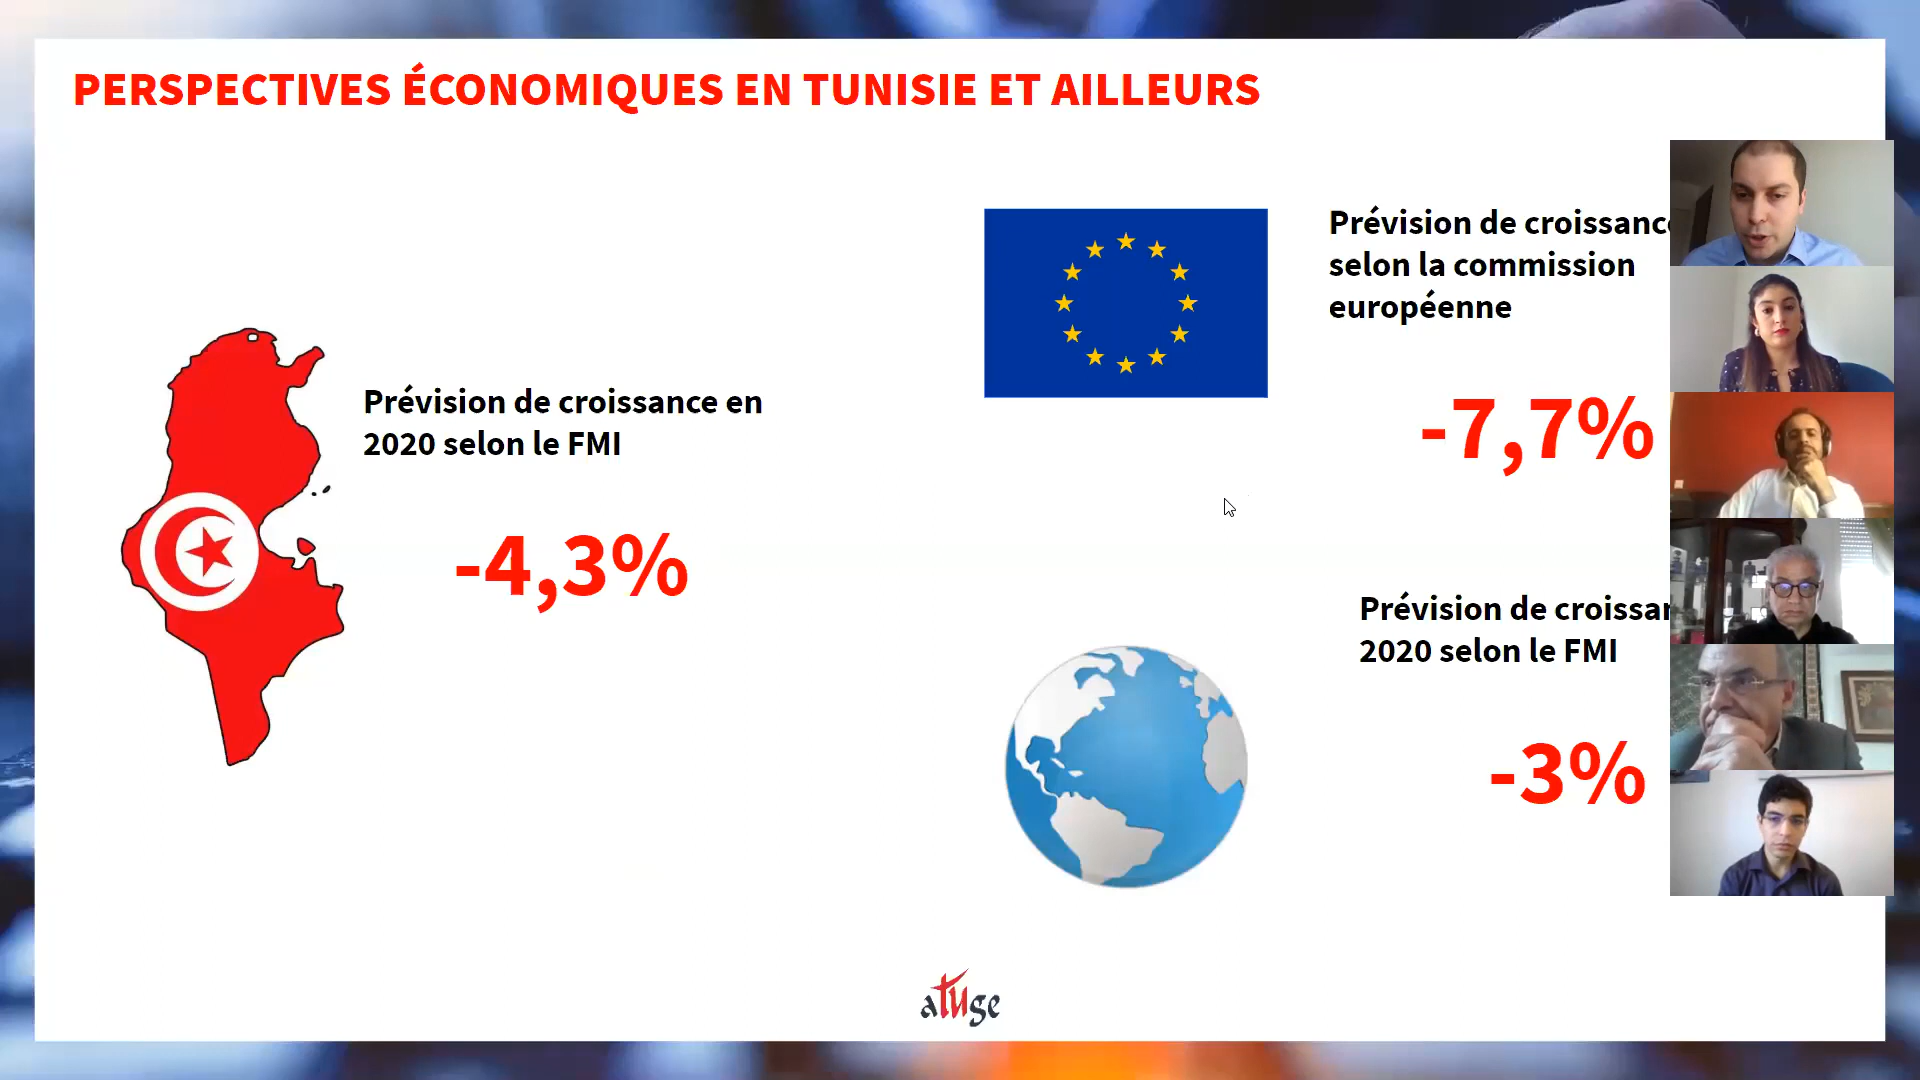 PERSPECTIVES ÉCONOMIQUES EN TUNISIE ET AILLEURS
Prévision de croissance en
2020 selon le FMI
-4,3%
Prévision de croissanc
selon la commission
européenne
-7,7%
Prévision de croissa
2020 selon le FMI
-3%
atuge